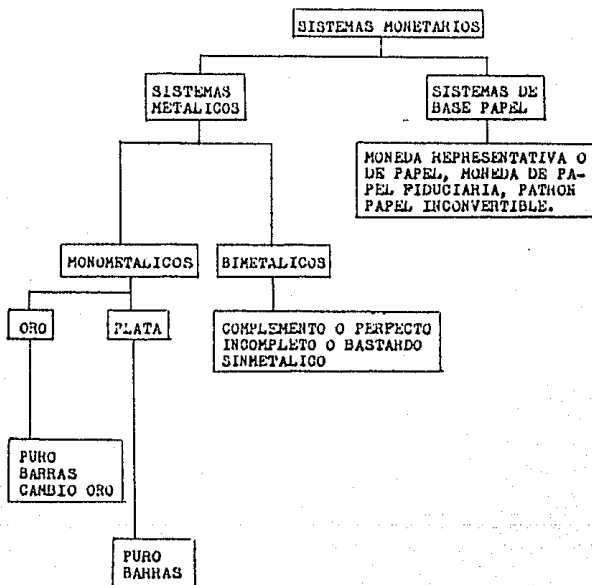 SISTEMAS MONETARIOS
SISTEMAS
METALICOS
SISTEMAS DE
BASE PAPEL
MONEDA REPRESENTATIVA O
DE PAPEL, MONEDA DE PA-
PEL FIDUCIARIA, PATRON
PAPEL INCONVERTIBLE.
MONOMETALICOS
BIMETALICOS
ORO
PLATA
COMPLEMENTO O PERFECTO
INCOMPLETO O BASTARDO
SINMETALICO
PURO
BARRAS
CAMBIO ORO
PURO
BARRAS